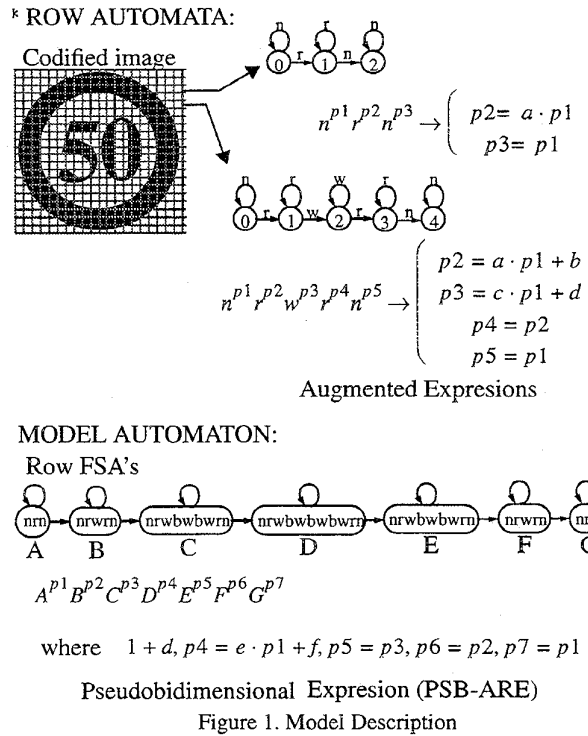 * ROW AUTOMATA:
Codified image
50
n r n
0 r 1 n 2
n^{p1} r^{p2} n^{p3} → ( p2= a · p1
p3= p1
n r w r n
0 r 1 w 2 r 3 n 4
n^{p1} r^{p2} w^{p3} r^{p4} n^{p5} → ( p2 = a · p1 + b
p3 = c · p1 + d
p4 = p2
p5 = p1
Augmented Expresions
MODEL AUTOMATON:
Row FSA's
nrn nrwrn nrwbwbwrn nrwbwbwbwrn nrwbwbwrn nrwrn
A B C D E F
A^{p1} B^{p2} C^{p3} D^{p4} E^{p5} F^{p6} G^{p7}
where 1 + d, p4 = e · p1 + f, p5 = p3, p6 = p2, p7 = p1
Pseudobidimensional Expresion (PSB-ARE)
Figure 1. Model Description